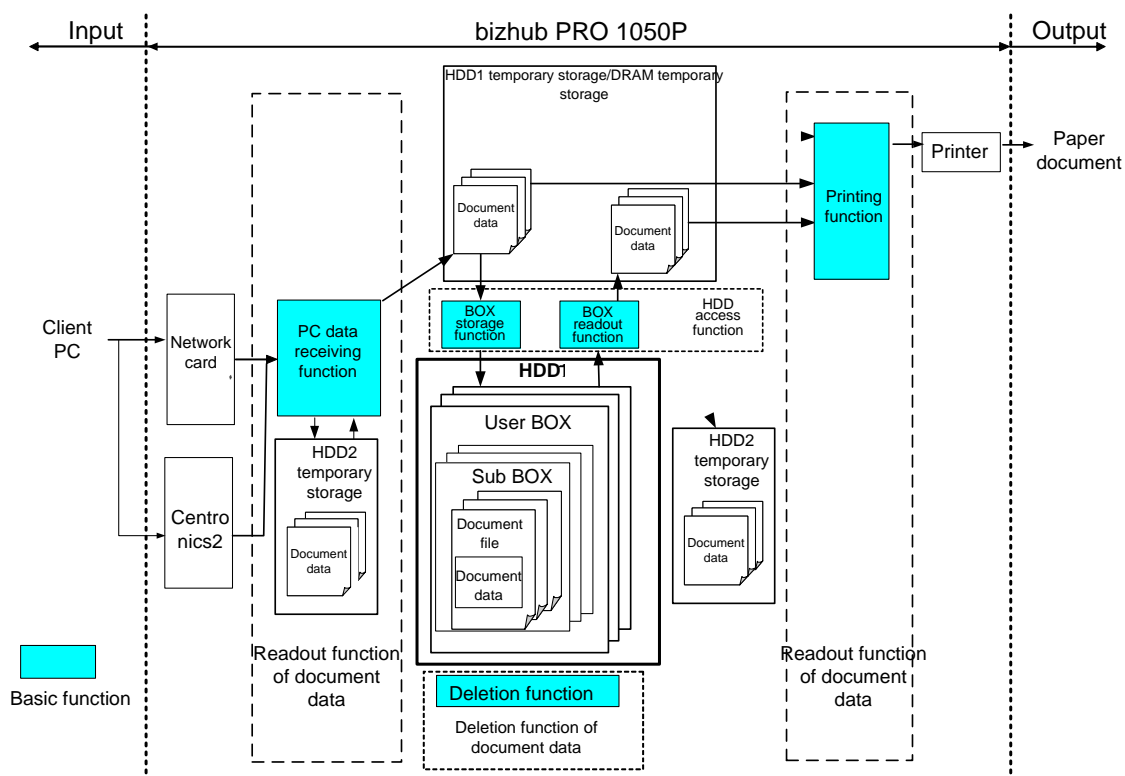 Input
bizhub PRO 1050P
Output
HDD1 temporary storage/DRAM temporary
storage
Document
data
Document
data
Printing
function
Printer
Paper
document
BOX
storage
function
BOX
readout
function
HDD
access
function
Client
PC
Network
card
PC data
receiving
function
HDD1
User BOX
Sub BOX
Document
file
Document
data
HDD2
temporary
storage
Document
data
HDD2
temporary
storage
Document
data
Centro
nics2
Basic function
Readout function
of document
data
Deletion function
Deletion function of
document data
Readout function
of document
data